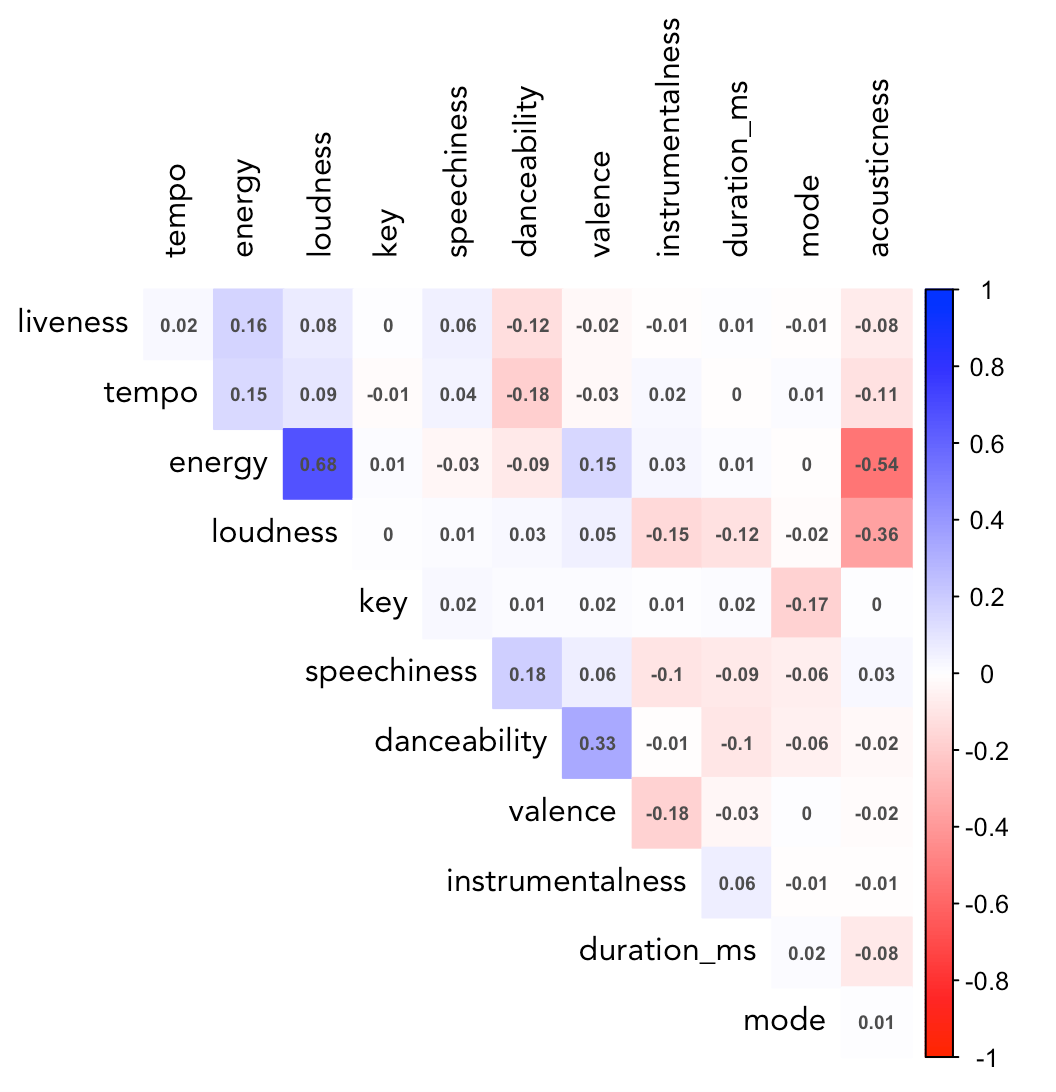 tempo energy loudness key speechiness danceability valence instrumentalness duration_ms mode acousticness
liveness 0.02 0.16 0.08 0 0.06 -0.12 -0.02 -0.01 0.01 -0.01 -0.08
tempo 0.15 0.09 -0.01 0.04 -0.18 -0.03 0.02 0 0.01 -0.11
energy 0.68 0.01 -0.03 -0.09 0.15 0.03 0.01 0 -0.54
loudness 0 0.01 0.03 0.05 -0.15 -0.12 -0.02 -0.36
key 0.02 0.01 0.02 0.01 0.02 -0.17 0
speechiness 0.18 0.06 -0.1 -0.09 -0.06 0.03
danceability 0.33 -0.01 -0.1 -0.06 -0.02
valence -0.18 -0.03 0 -0.02
instrumentalness 0.06 -0.01 -0.01
duration_ms 0.02 -0.08
mode 0.01
1
0.8
0.6
0.4
0.2
0
-0.2
-0.4
-0.6
-0.8
-1